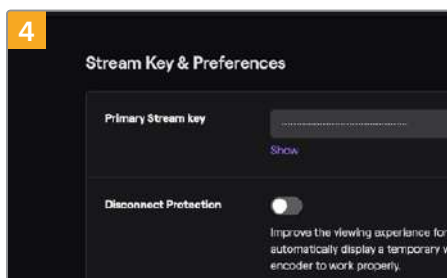 4
Stream Key & Preferences
Primary Stream key
Show
Disconnect Protection
Improve the viewing experience for
automatically display a temporary
encoder to work properly.